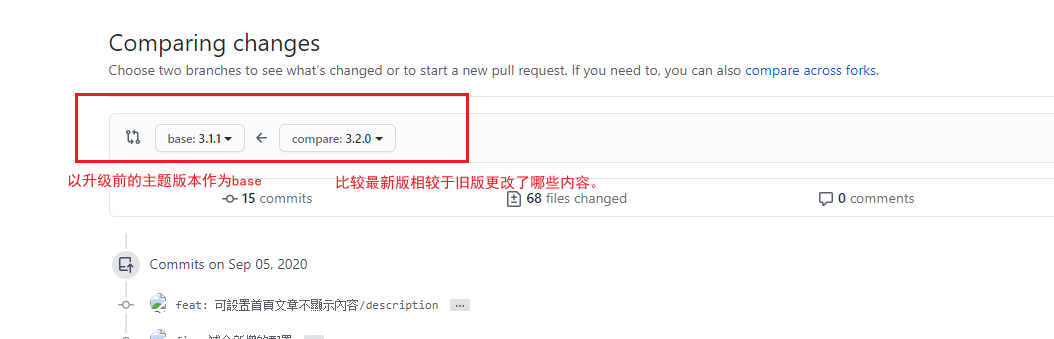 Comparing changes
Choose two branches to see what's changed or to start a new pull request. If you need to, you can also compare across forks.
base: 3.1.1 compare: 3.2.0
以升级前的主题版本作为base 比较最新版相较于旧版更改了哪些内容。
15 commits 68 files changed 0 comments
Commits on Sep 05, 2020
feat: 可設置首頁文章不顯示內容/description ...